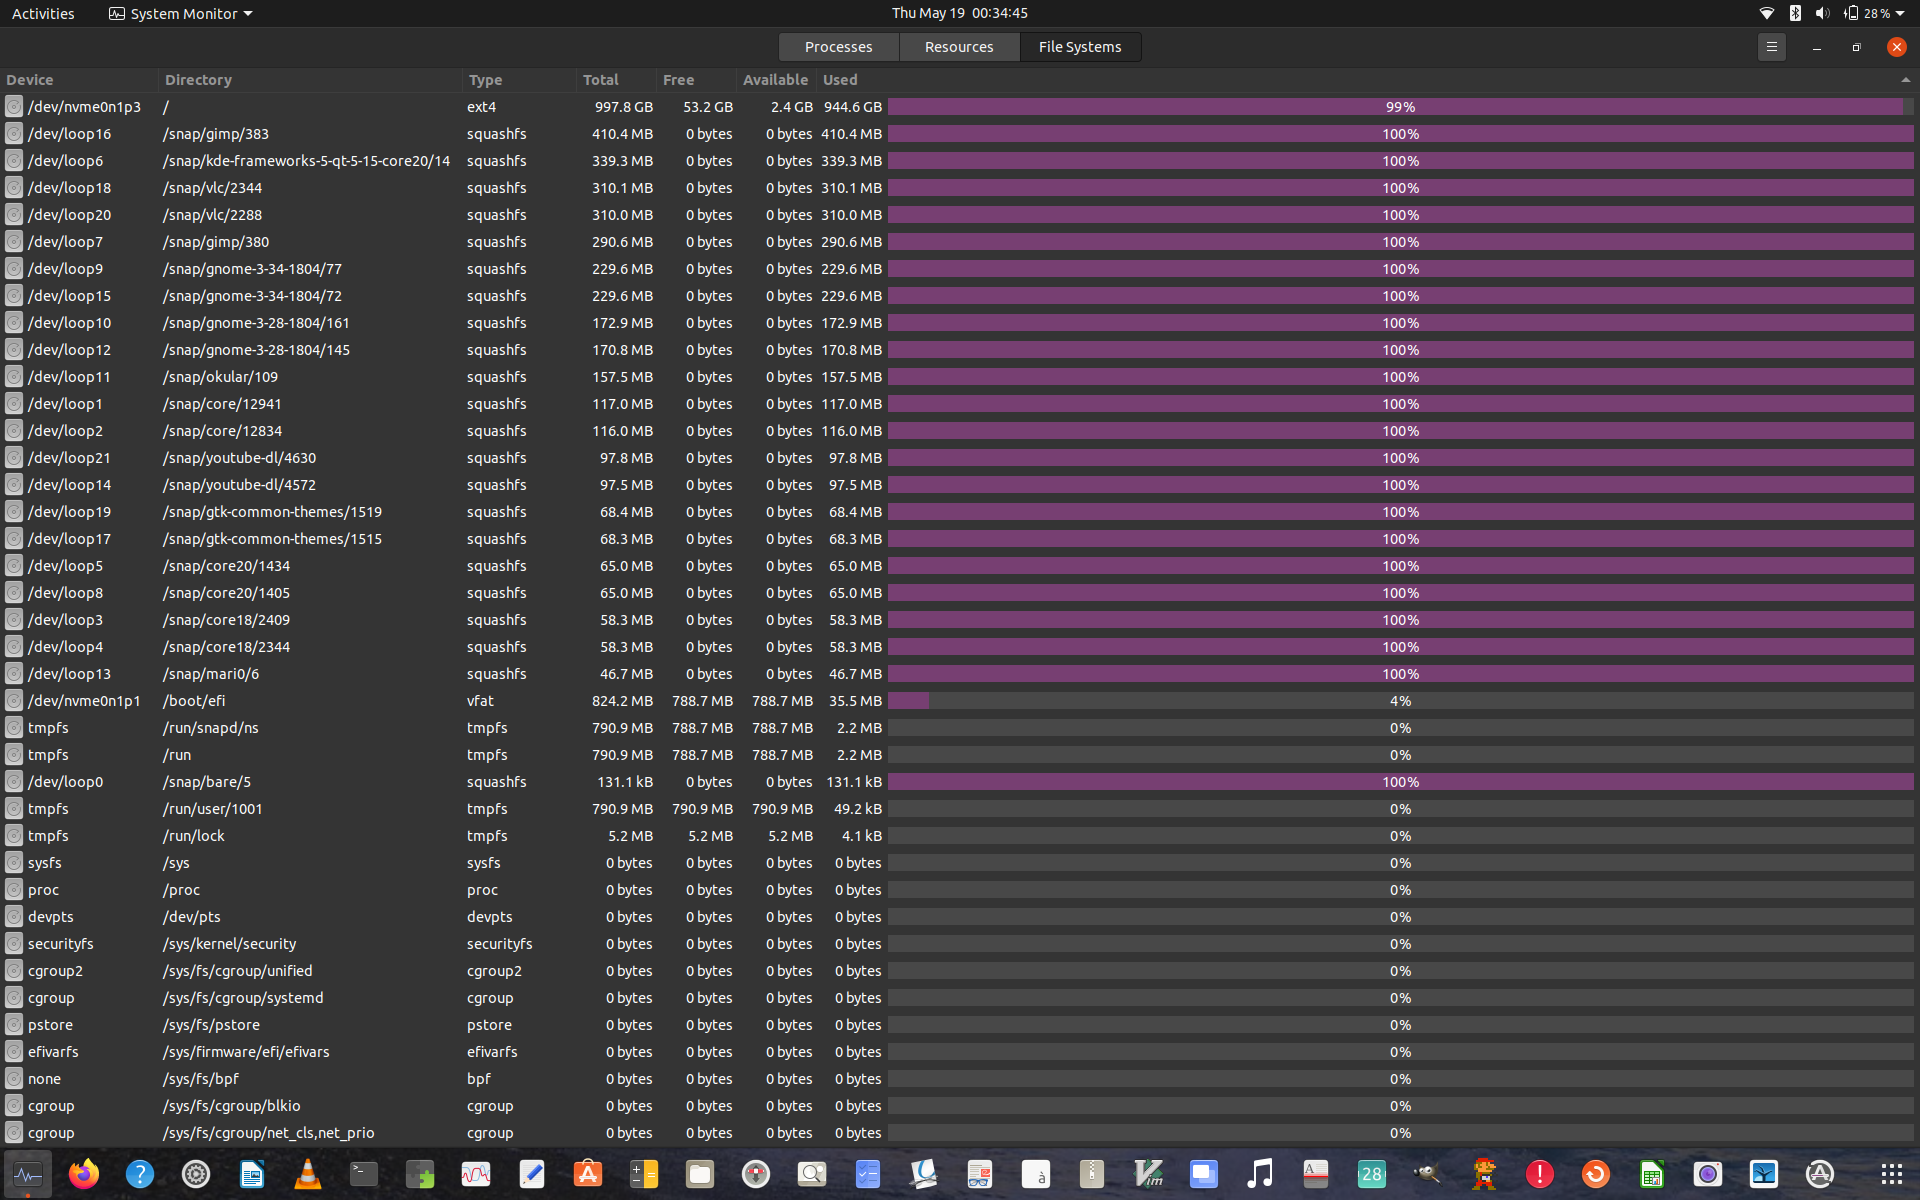 Activities System Monitor Thu May 19 00:34:45 28 %
Processes Resources File Systems
Device Directory Type Total Free Available Used
/dev/nvme0n1p3 / ext4 997.8 GB 53.2 GB 2.4 GB 944.6 GB 99%
/dev/loop16 /snap/gimp/383 squashfs 410.4 MB 0 bytes 0 bytes 410.4 MB 100%
/dev/loop6 /snap/kde-frameworks-5-qt-5-15-core20/14 squashfs 339.3 MB 0 bytes 0 bytes 339.3 MB 100%
/dev/loop18 /snap/vlc/2344 squashfs 310.1 MB 0 bytes 0 bytes 310.1 MB 100%
/dev/loop20 /snap/vlc/2288 squashfs 310.0 MB 0 bytes 0 bytes 310.0 MB 100%
/dev/loop7 /snap/gimp/380 squashfs 290.6 MB 0 bytes 0 bytes 290.6 MB 100%
/dev/loop9 /snap/gnome-3-34-1804/77 squashfs 229.6 MB 0 bytes 0 bytes 229.6 MB 100%
/dev/loop15 /snap/gnome-3-34-1804/72 squashfs 229.6 MB 0 bytes 0 bytes 229.6 MB 100%
/dev/loop10 /snap/gnome-3-28-1804/161 squashfs 172.9 MB 0 bytes 0 bytes 172.9 MB 100%
/dev/loop12 /snap/gnome-3-28-1804/145 squashfs 170.8 MB 0 bytes 0 bytes 170.8 MB 100%
/dev/loop11 /snap/okular/109 squashfs 157.5 MB 0 bytes 0 bytes 157.5 MB 100%
/dev/loop1 /snap/core/12941 squashfs 117.0 MB 0 bytes 0 bytes 117.0 MB 100%
/dev/loop2 /snap/core/12834 squashfs 116.0 MB 0 bytes 0 bytes 116.0 MB 100%
/dev/loop21 /snap/youtube-dl/4630 squashfs 97.8 MB 0 bytes 0 bytes 97.8 MB 100%
/dev/loop14 /snap/youtube-dl/4572 squashfs 97.5 MB 0 bytes 0 bytes 97.5 MB 100%
/dev/loop19 /snap/gtk-common-themes/1519 squashfs 68.4 MB 0 bytes 0 bytes 68.4 MB 100%
/dev/loop17 /snap/gtk-common-themes/1515 squashfs 68.3 MB 0 bytes 0 bytes 68.3 MB 100%
/dev/loop5 /snap/core20/1434 squashfs 65.0 MB 0 bytes 0 bytes 65.0 MB 100%
/dev/loop8 /snap/core20/1405 squashfs 65.0 MB 0 bytes 0 bytes 65.0 MB 100%
/dev/loop3 /snap/core18/2409 squashfs 58.3 MB 0 bytes 0 bytes 58.3 MB 100%
/dev/loop4 /snap/core18/2344 squashfs 58.3 MB 0 bytes 0 bytes 58.3 MB 100%
/dev/loop13 /snap/mari0/6 squashfs 46.7 MB 0 bytes 0 bytes 46.7 MB 100%
/dev/nvme0n1p1 /boot/efi vfat 824.2 MB 788.7 MB 788.7 MB 35.5 MB 4%
tmpfs /run/snapd/ns tmpfs 790.9 MB 788.7 MB 788.7 MB 2.2 MB 0%
tmpfs /run tmpfs 790.9 MB 788.7 MB 788.7 MB 2.2 MB 0%
/dev/loop0 /snap/bare/5 squashfs 131.1 kB 0 bytes 0 bytes 131.1 kB 100%
tmpfs /run/user/1001 tmpfs 790.9 MB 790.9 MB 790.9 MB 49.2 kB 0%
tmpfs /run/lock tmpfs 5.2 MB 5.2 MB 5.2 MB 4.1 kB 0%
sysfs /sys sysfs 0 bytes 0 bytes 0 bytes 0 bytes 0%
proc /proc proc 0 bytes 0 bytes 0 bytes 0 bytes 0%
devpts /dev/pts devpts 0 bytes 0 bytes 0 bytes 0 bytes 0%
securityfs /sys/kernel/security securityfs 0 bytes 0 bytes 0 bytes 0 bytes 0%
cgroup2 /sys/fs/cgroup/unified cgroup2 0 bytes 0 bytes 0 bytes 0 bytes 0%
cgroup /sys/fs/cgroup/systemd cgroup 0 bytes 0 bytes 0 bytes 0 bytes 0%
pstore /sys/fs/pstore pstore 0 bytes 0 bytes 0 bytes 0 bytes 0%
efivarfs /sys/firmware/efi/efivars efivarfs 0 bytes 0 bytes 0 bytes 0 bytes 0%
none /sys/fs/bpf bpf 0 bytes 0 bytes 0 bytes 0 bytes 0%
cgroup /sys/fs/cgroup/blkio cgroup 0 bytes 0 bytes 0 bytes 0 bytes 0%
cgroup /sys/fs/cgroup/net_cls,net_prio cgroup 0 bytes 0 bytes 0 bytes 0 bytes 0%
à Vim 28